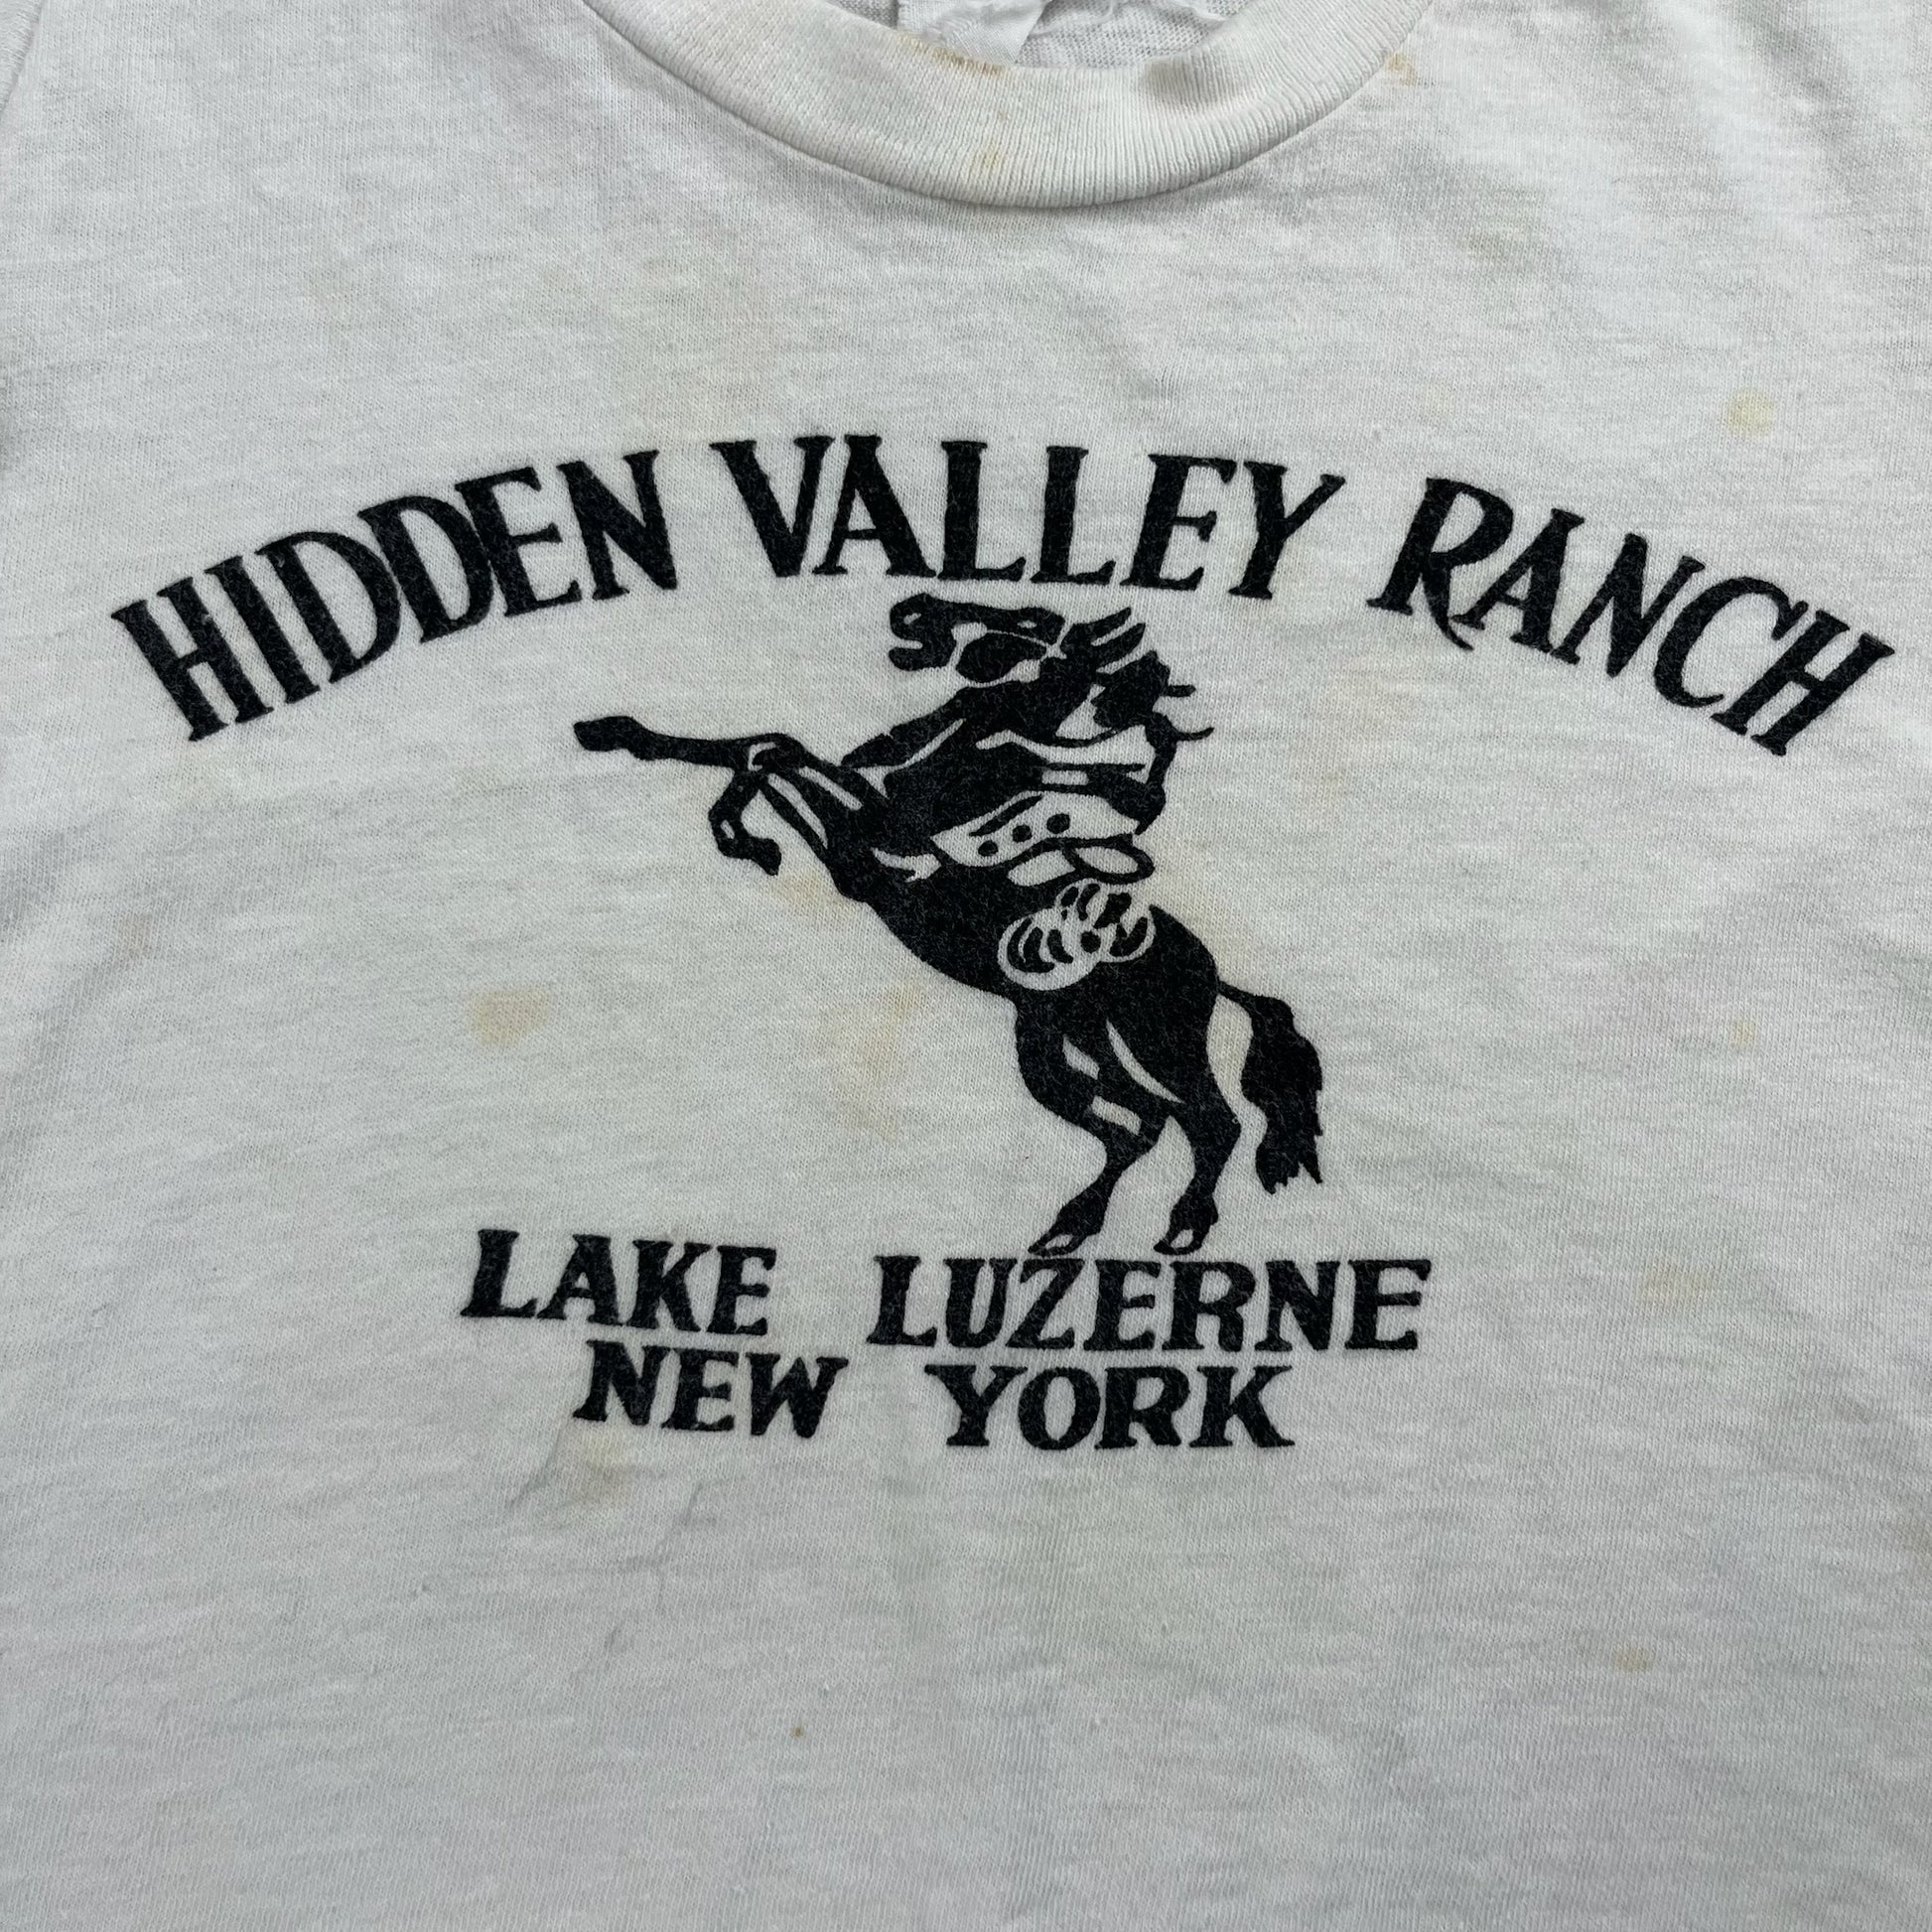 HIDDEN VALLEY RANCH
LAKE LUZERNE
NEW YORK